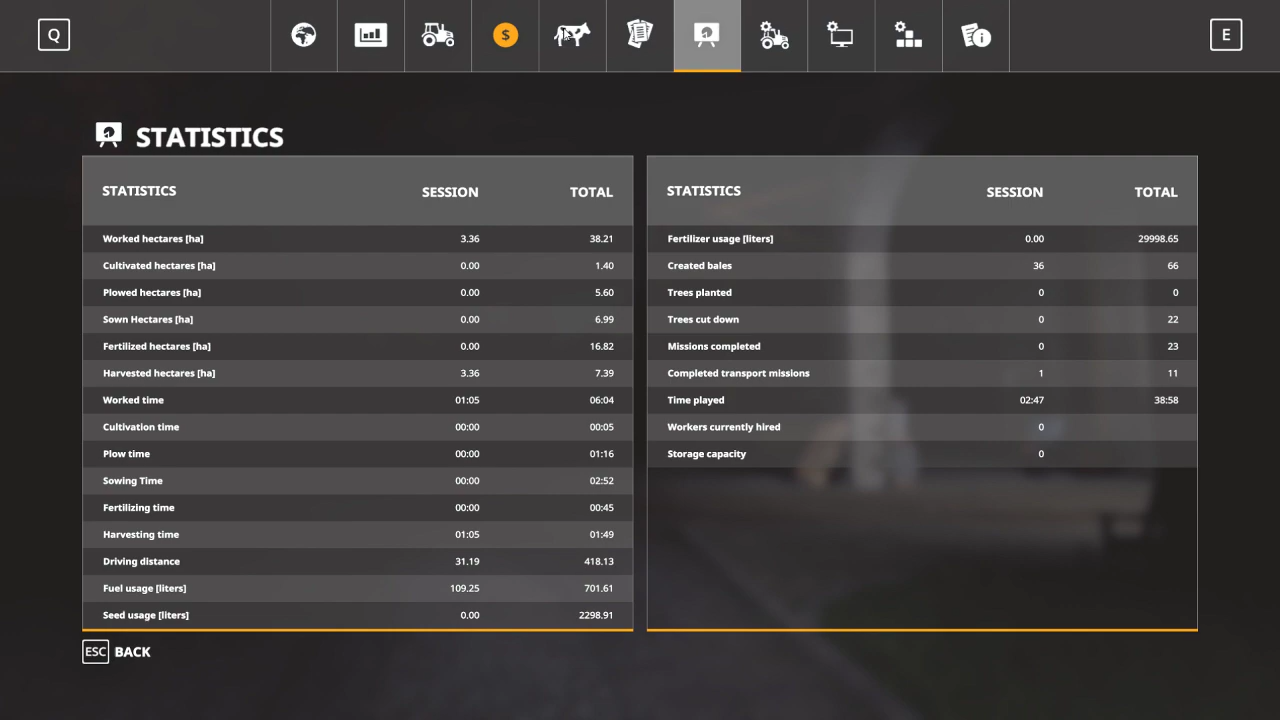 Q
$
E
STATISTICS
STATISTICS SESSION TOTAL
Worked hectares [ha] 3.36 38.21
Cultivated hectares [ha] 0.00 1.40
Plowed hectares [ha] 0.00 5.60
Sown Hectares [ha] 0.00 6.99
Fertilized hectares [ha] 0.00 16.82
Harvested hectares [ha] 3.36 7.39
Worked time 01:05 06:04
Cultivation time 00:00 00:05
Plow time 00:00 01:16
Sowing Time 00:00 02:52
Fertilizing time 00:00 00:45
Harvesting time 01:05 01:49
Driving distance 31.19 418.13
Fuel usage [liters] 109.25 701.61
Seed usage [liters] 0.00 2298.91
STATISTICS SESSION TOTAL
Fertilizer usage [liters] 0.00 29998.65
Created bales 36 66
Trees planted 0 0
Trees cut down 0 22
Missions completed 0 23
Completed transport missions 1 11
Time played 02:47 38:58
Workers currently hired 0
Storage capacity 0
ESC BACK